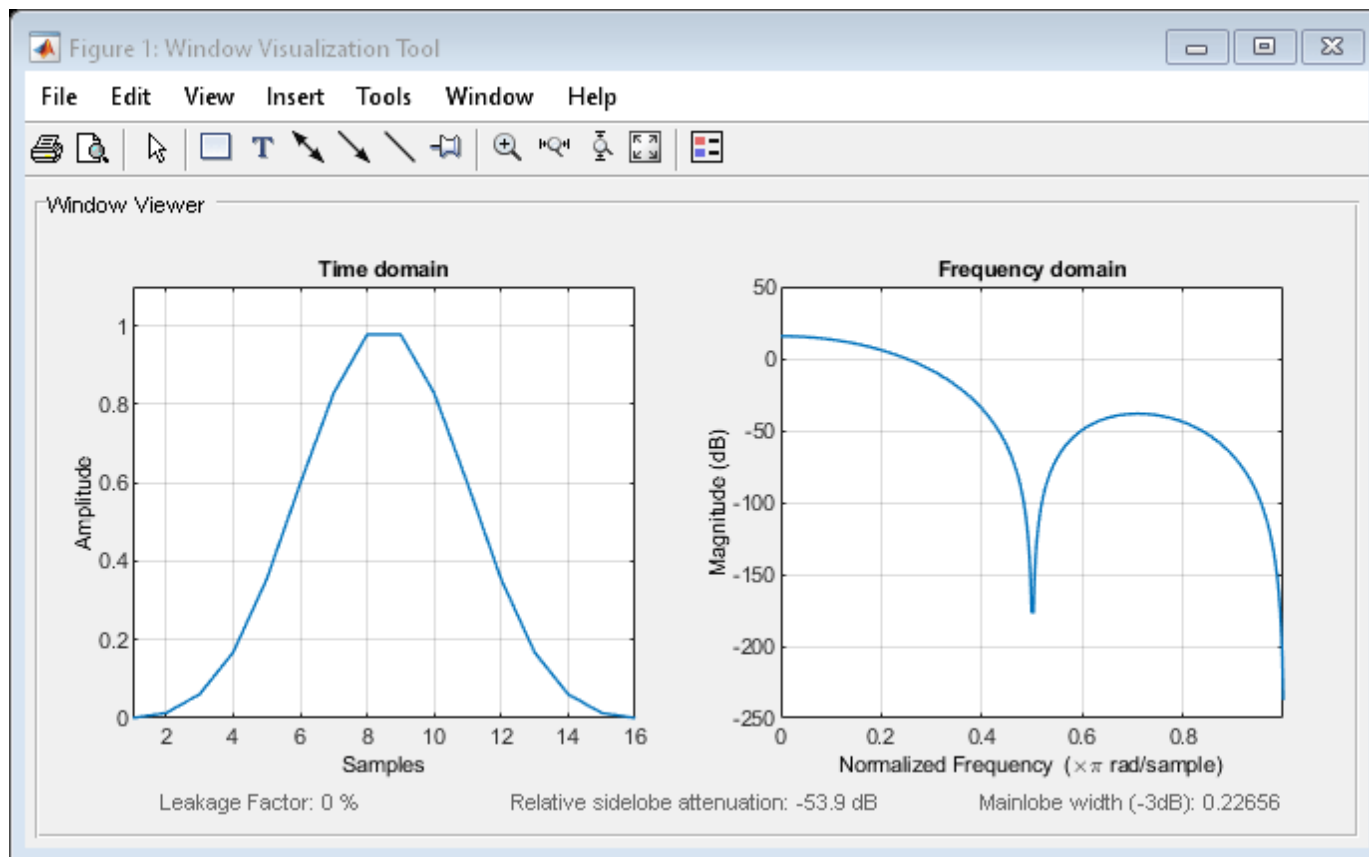 Figure 1: Window Visualization Tool
File Edit View Insert Tools Window Help
T
Window Viewer
Time domain
1
0.8
0.6
0.4
0.2
0
2 4 6 8 10 12 14 16
Amplitude
Samples
Frequency domain
50
0
-50
-100
-150
-200
-250
0 0.2 0.4 0.6 0.8
Magnitude (dB)
Normalized Frequency (×π rad/sample)
Leakage Factor: 0 % Relative sidelobe attenuation: -53.9 dB Mainlobe width (-3dB): 0.22656